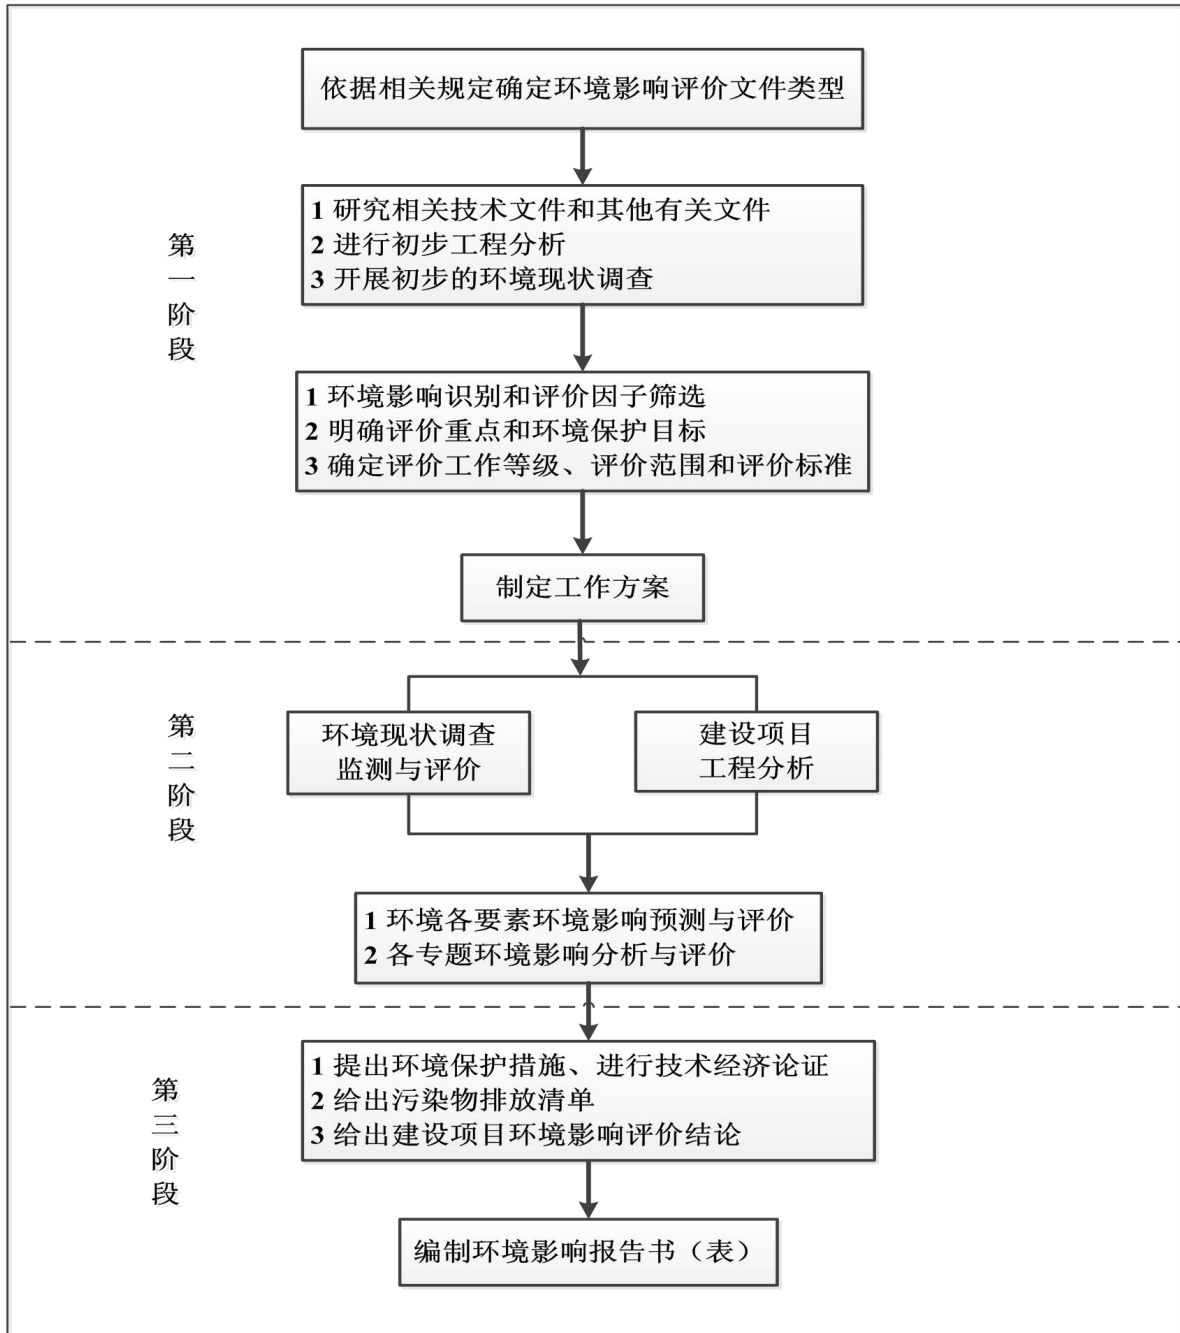 依据相关规定确定环境影响评价文件类型
1 研究相关技术文件和其他有关文件
2 进行初步工程分析
3 开展初步的环境现状调查
第一阶段
1 环境影响识别和评价因子筛选
2 明确评价重点和环境保护目标
3 确定评价工作等级、评价范围和评价标准
制定工作方案
第二阶段
环境现状调查
监测与评价
建设项目
工程分析
1 环境各要素环境影响预测与评价
2 各专题环境影响分析与评价
第三阶段
1 提出环境保护措施、进行技术经济论证
2 给出污染物排放清单
3 给出建设项目环境影响评价结论
编制环境影响报告书（表）